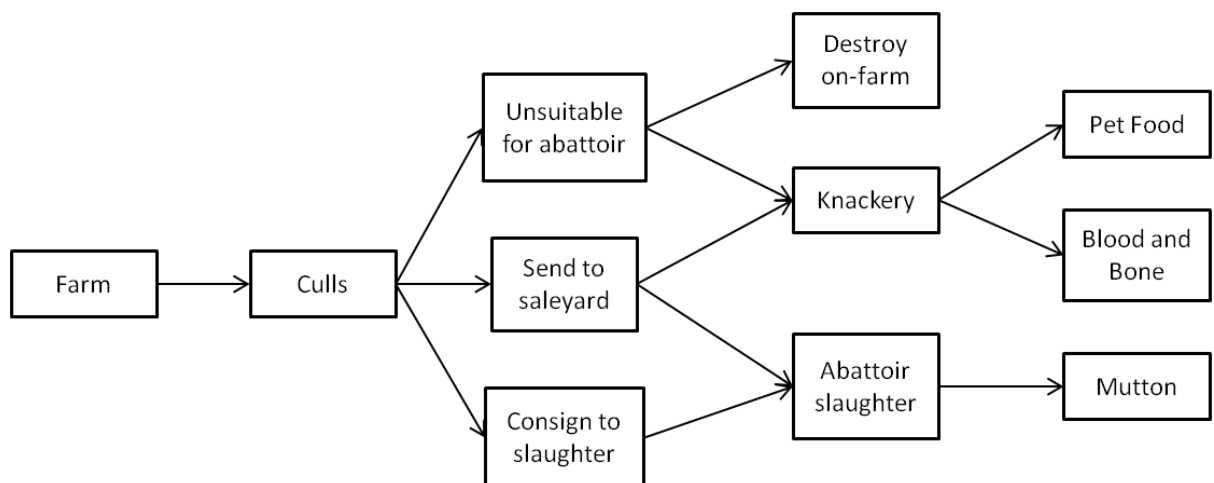 Farm
Culls
Unsuitable
for abattoir
Send to
saleyard
Consign to
slaughter
Destroy
on-farm
Knackery
Abattoir
slaughter
Pet Food
Blood and
Bone
Mutton